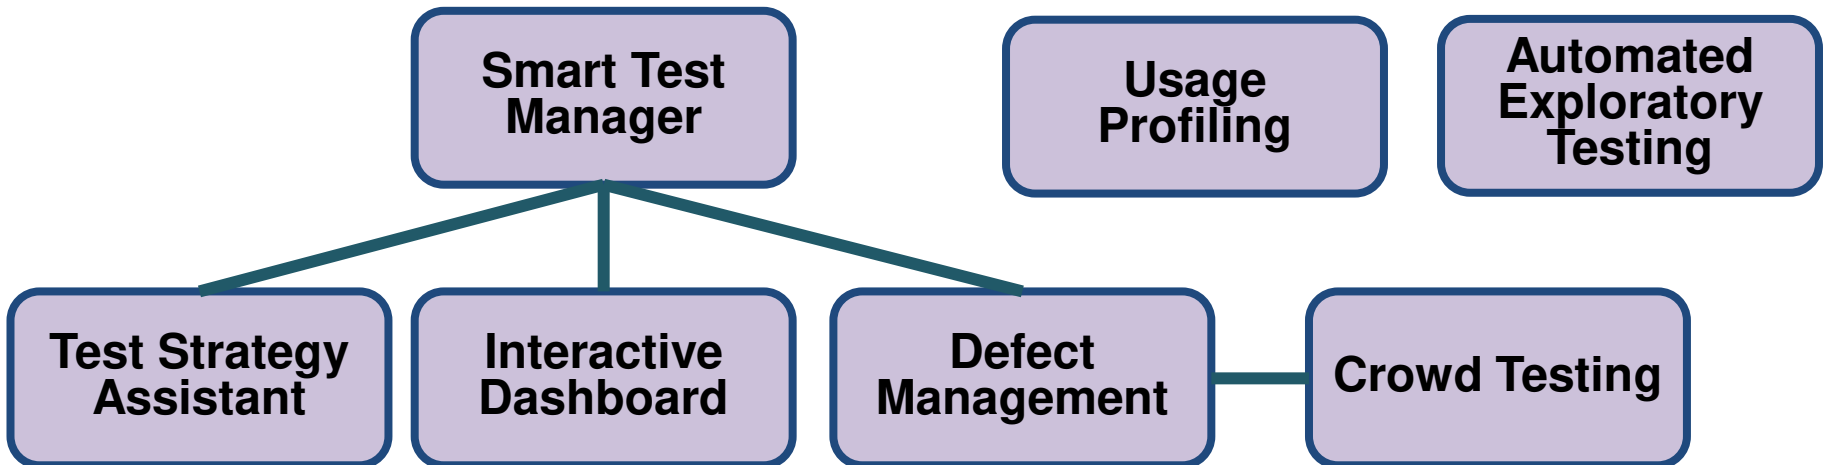 Smart Test
Manager
Usage
Profiling
Automated
Exploratory
Testing
Test Strategy
Assistant
Interactive
Dashboard
Defect
Management
Crowd Testing